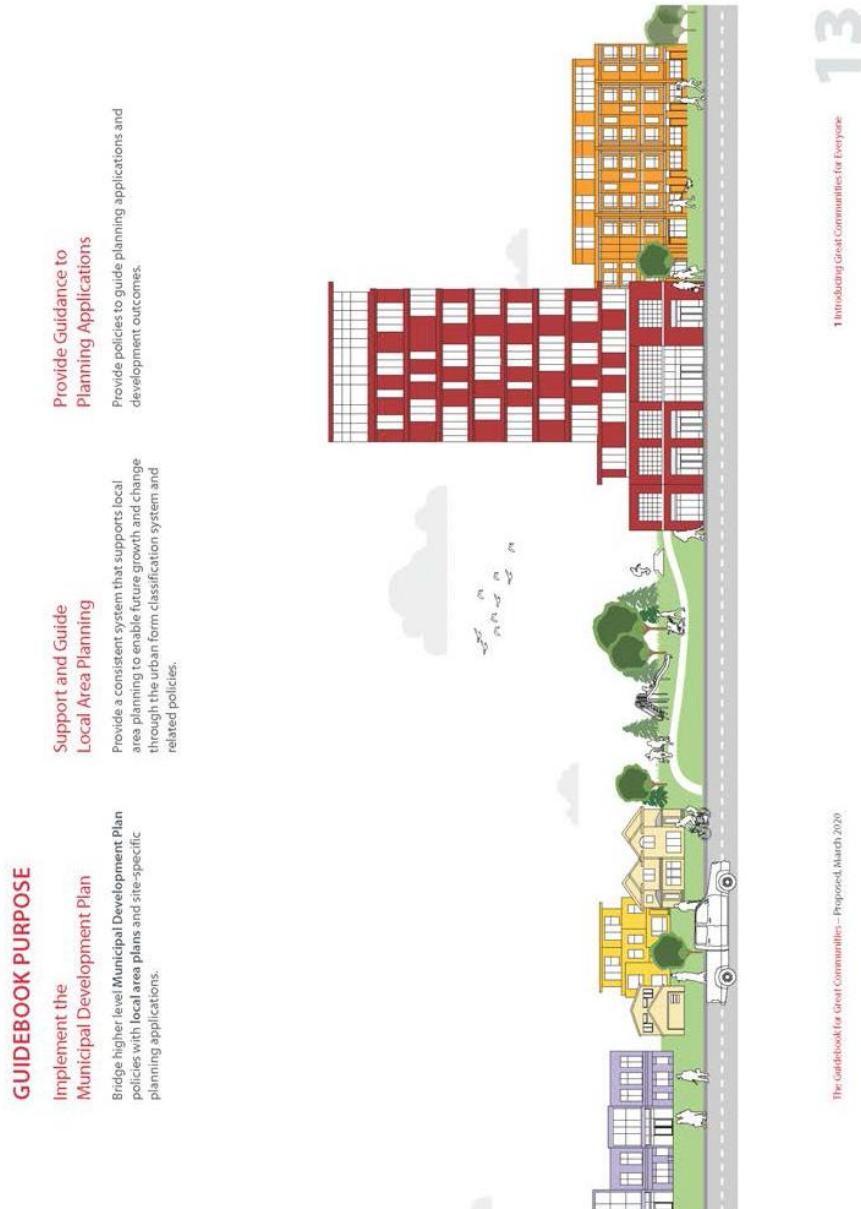 GUIDEBOOK PURPOSE
Implement the
Municipal Development Plan
Bridge higher level Municipal Development Plan
policies with local area plans and site-specific
planning applications.
Support and Guide
Local Area Planning
Provide a consistent system that supports local
area planning to enable future growth and change
through the urban form classification system and
related policies.
Provide Guidance to
Planning Applications
Provide policies to guide planning applications and
development outcomes.
The Guidebook for Great Communities – Proposed, March 2020
1 Introducing Great Communities for Everyone
13